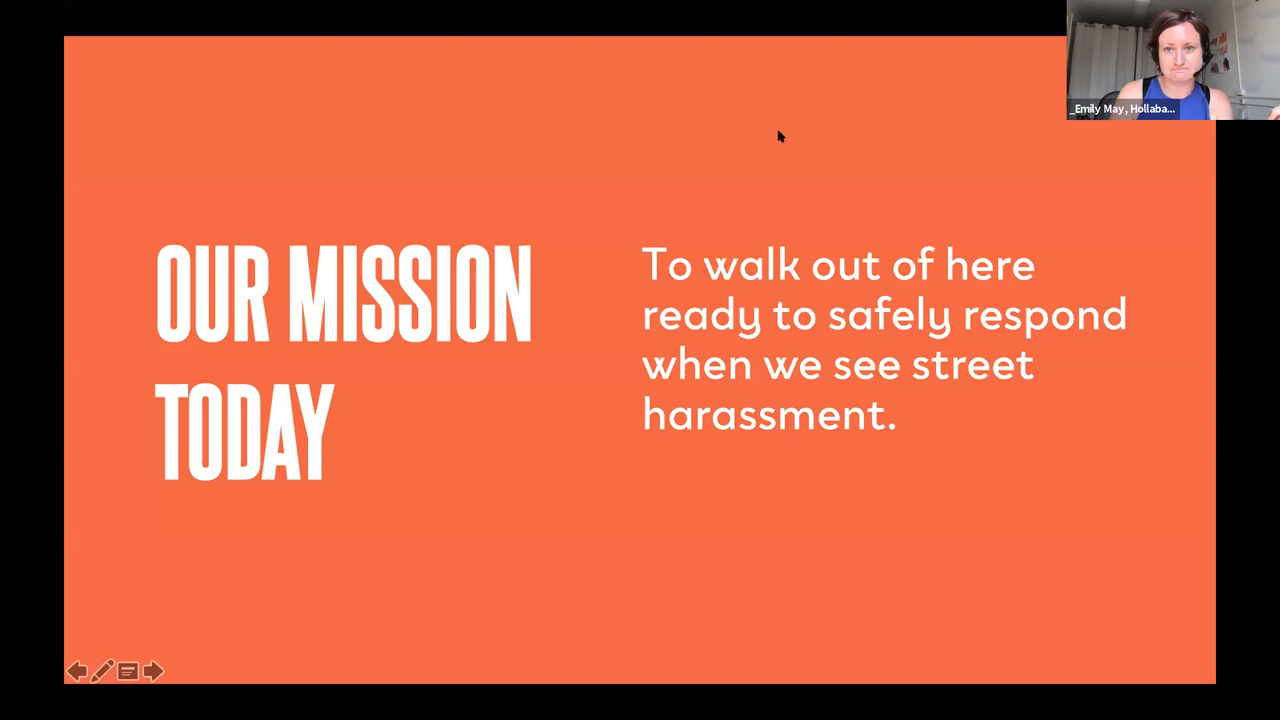 _Emily May, Hollaba...
OUR MISSION
TODAY
To walk out of here
ready to safely respond
when we see street
harassment.